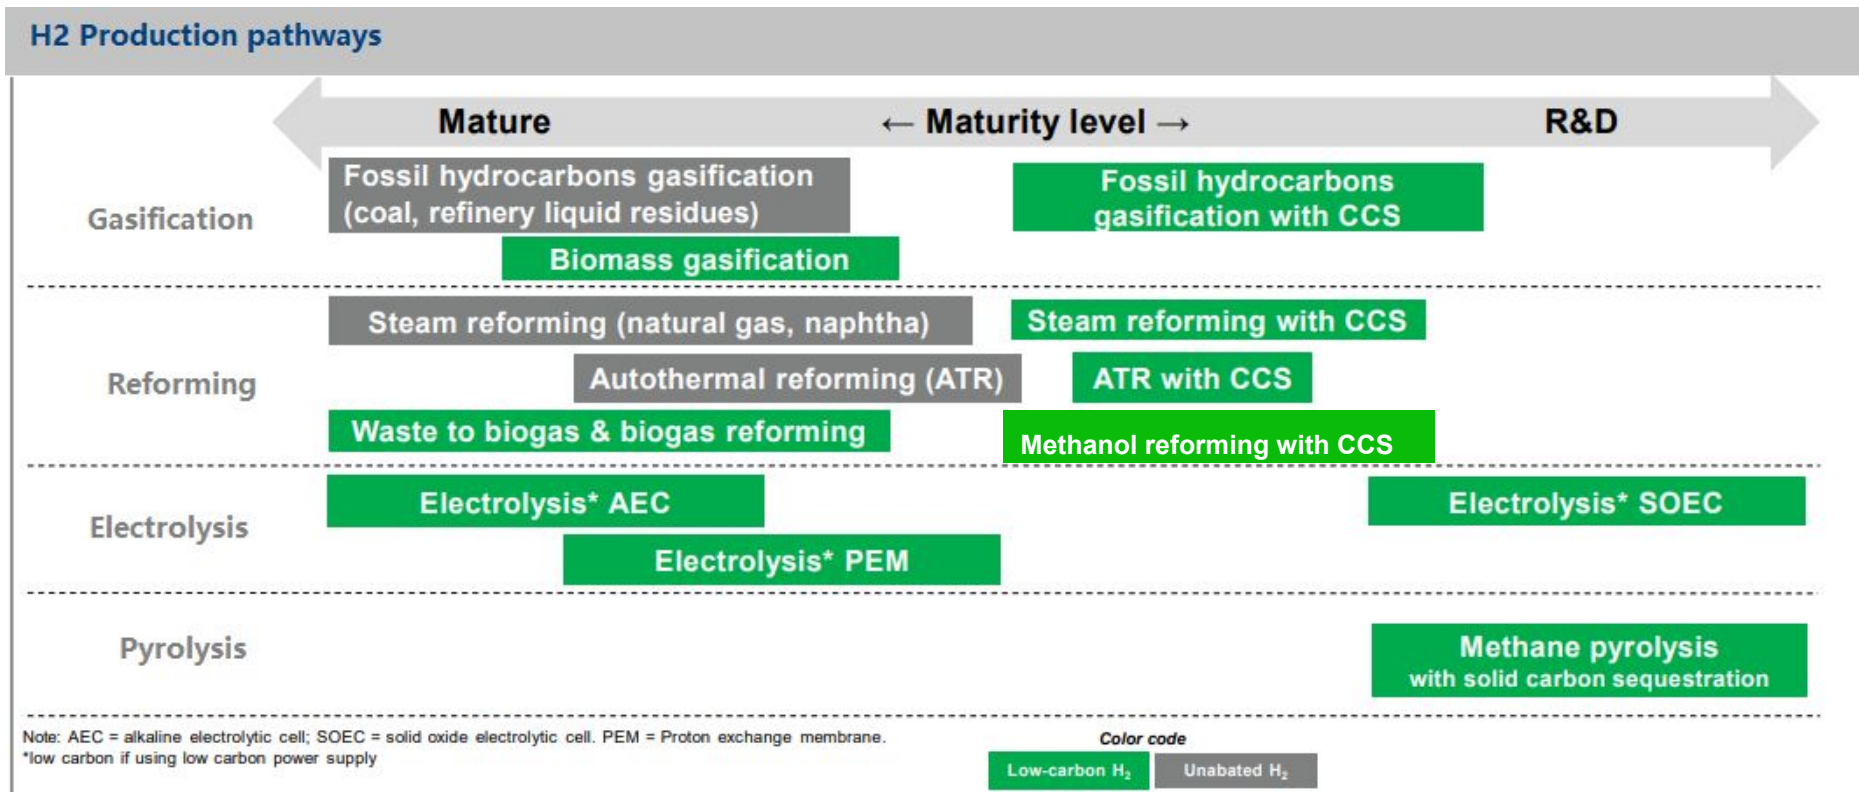 H2 Production pathways
Mature
← Maturity level →
R&D
Gasification
Fossil hydrocarbons gasification
(coal, refinery liquid residues)
Fossil hydrocarbons
gasification with CCS
Biomass gasification
Reforming
Steam reforming (natural gas, naphtha)
Steam reforming with CCS
Autothermal reforming (ATR)
ATR with CCS
Waste to biogas & biogas reforming
Methanol reforming with CCS
Electrolysis
Electrolysis* AEC
Electrolysis* SOEC
Electrolysis* PEM
Pyrolysis
Methane pyrolysis
with solid carbon sequestration
Note: AEC = alkaline electrolytic cell; SOEC = solid oxide electrolytic cell. PEM = Proton exchange membrane.
*low carbon if using low carbon power supply
Color code
Low-carbon H₂
Unabated H₂